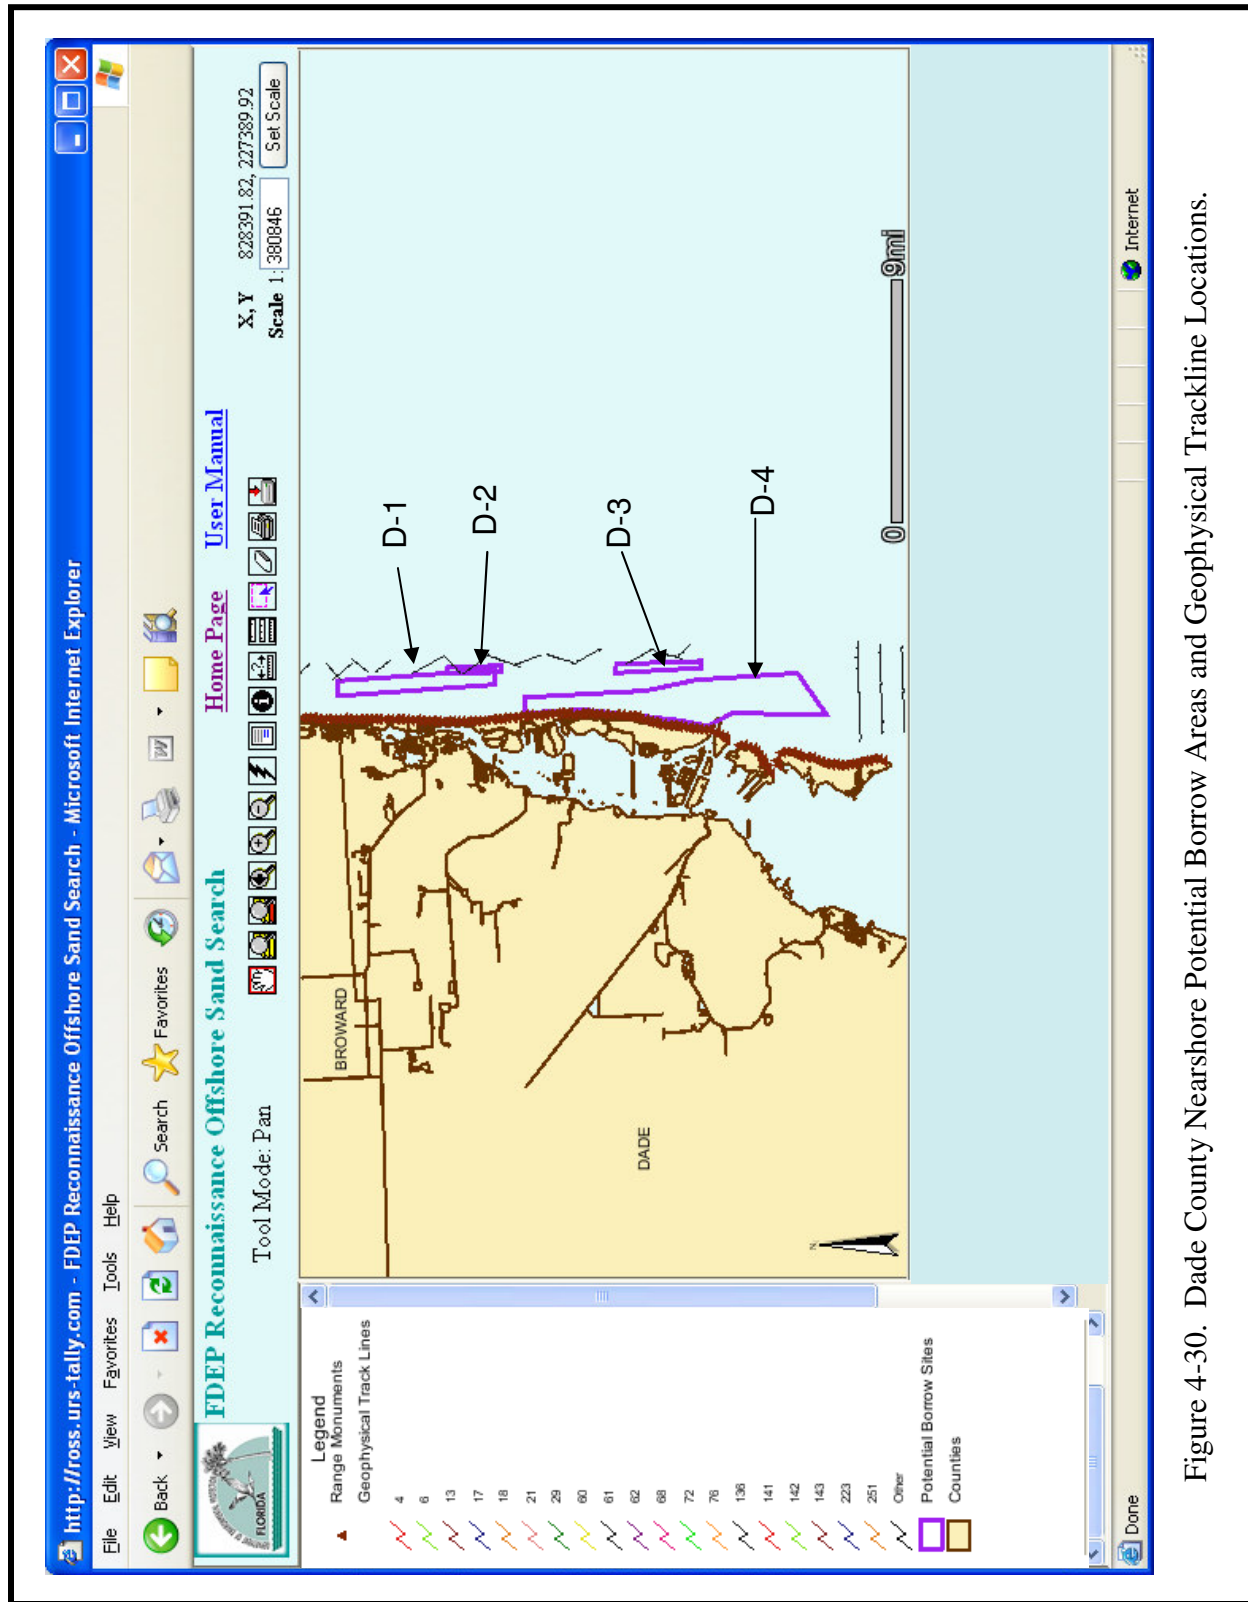 http://ross.urs-tally.com - FDEP Reconnaissance Offshore Sand Search - Microsoft Internet Explorer
File Edit View Favorites Tools Help
Back Search Favorites
FLORIDA
FDEP Reconnaissance Offshore Sand Search
Home Page
User Manual
Tool Mode: Pan
X, Y 828391.82, 227389.92
Scale 1: 380846 Set Scale
Legend
Range Monuments
Geophysical Track Lines
4
6
13
17
18
21
29
60
61
62
68
72
76
136
141
142
143
223
251
Other
Potential Borrow Sites
Counties
BROWARD
DADE
N
D-1
D-2
D-3
D-4
0 9mi
Done
Internet
Figure 4-30. Dade County Nearshore Potential Borrow Areas and Geophysical Trackline Locations.